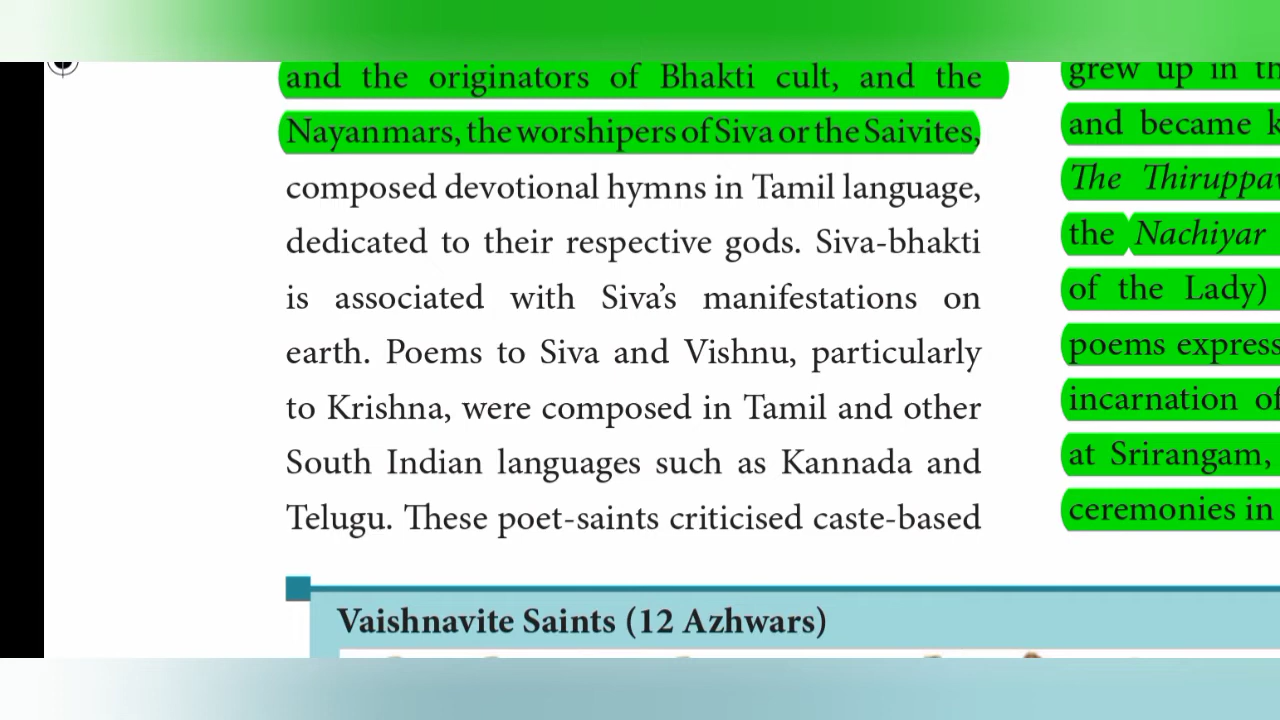 and the originators of Bhakti cult, and the
Nayanmars, the worshipers of Siva or the Saivites,
composed devotional hymns in Tamil language,
dedicated to their respective gods. Siva-bhakti
is associated with Siva’s manifestations on
earth. Poems to Siva and Vishnu, particularly
to Krishna, were composed in Tamil and other
South Indian languages such as Kannada and
Telugu. These poet-saints criticised caste-based
grew up in
and became
The
the Nachiyar
of the Lady)
poems
incarnation
at Srirangam,
ceremonies in
Vaishnavite Saints (12 Azhwars)